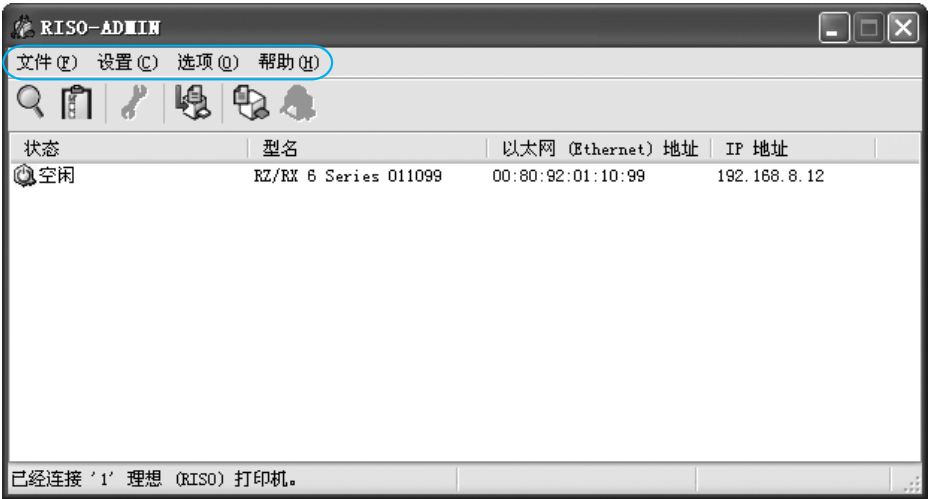 RISO-ADMIN
文件(F) 设置(C) 选项(O) 帮助(H)
状态 型名 以太网 (Ethernet) 地址 IP 地址
空闲 RZ/RX 6 Series 011099 00:80:92:01:10:99 192.168.8.12
已经连接 '1' 理想 (RISO) 打印机。